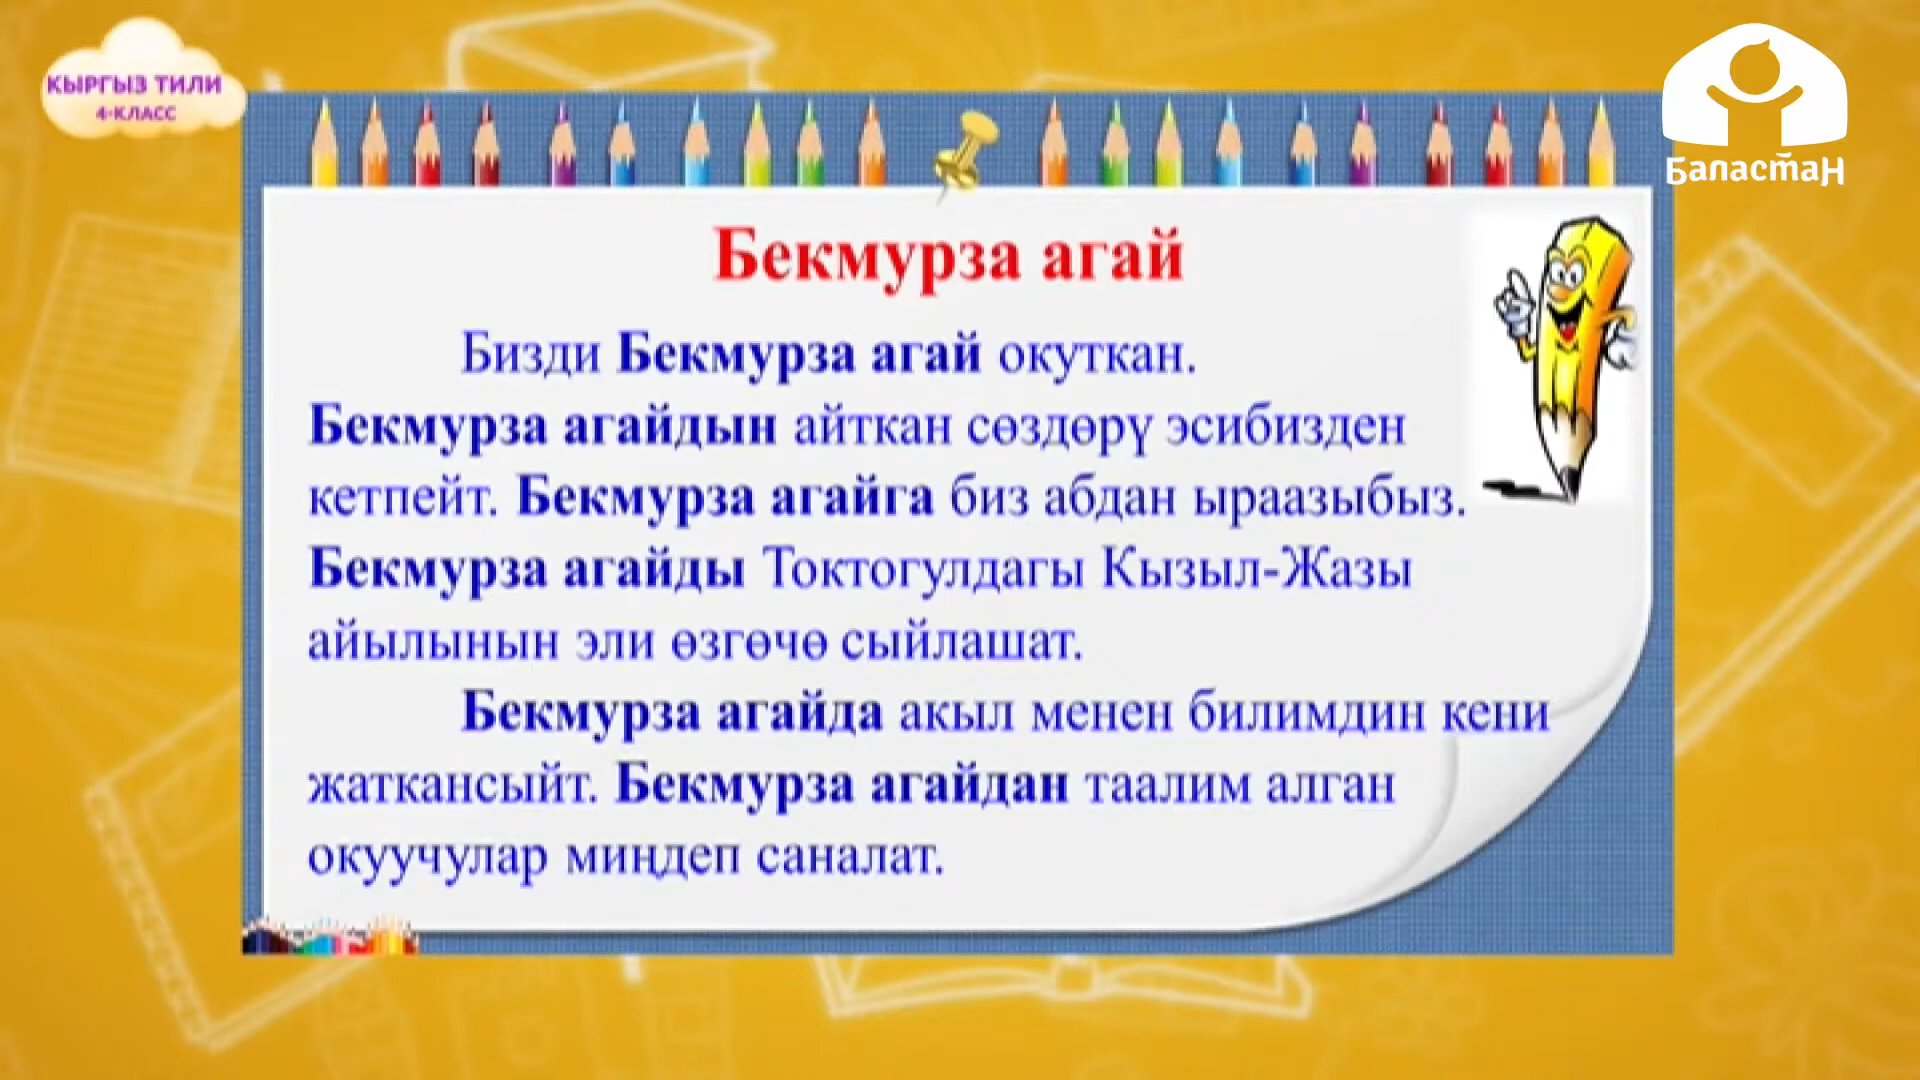 КЫРГЫЗ ТИЛИ
4-КЛАСС
Баластан
Бекмурза агай
Бизди Бекмурза агай окуткан.
Бекмурза агайдын айткан сөздөрү эсибизден
кетпейт. Бекмурза агайга биз абдан ыраазыбыз.
Бекмурза агайды Токтогулдагы Кызыл-Жазы
айылынын эли өзгөчө сыйлашат.
Бекмурза агайда акыл менен билимдин кени
жаткансыйт. Бекмурза агайдан таалим алган
окуучулар миңдеп саналат.